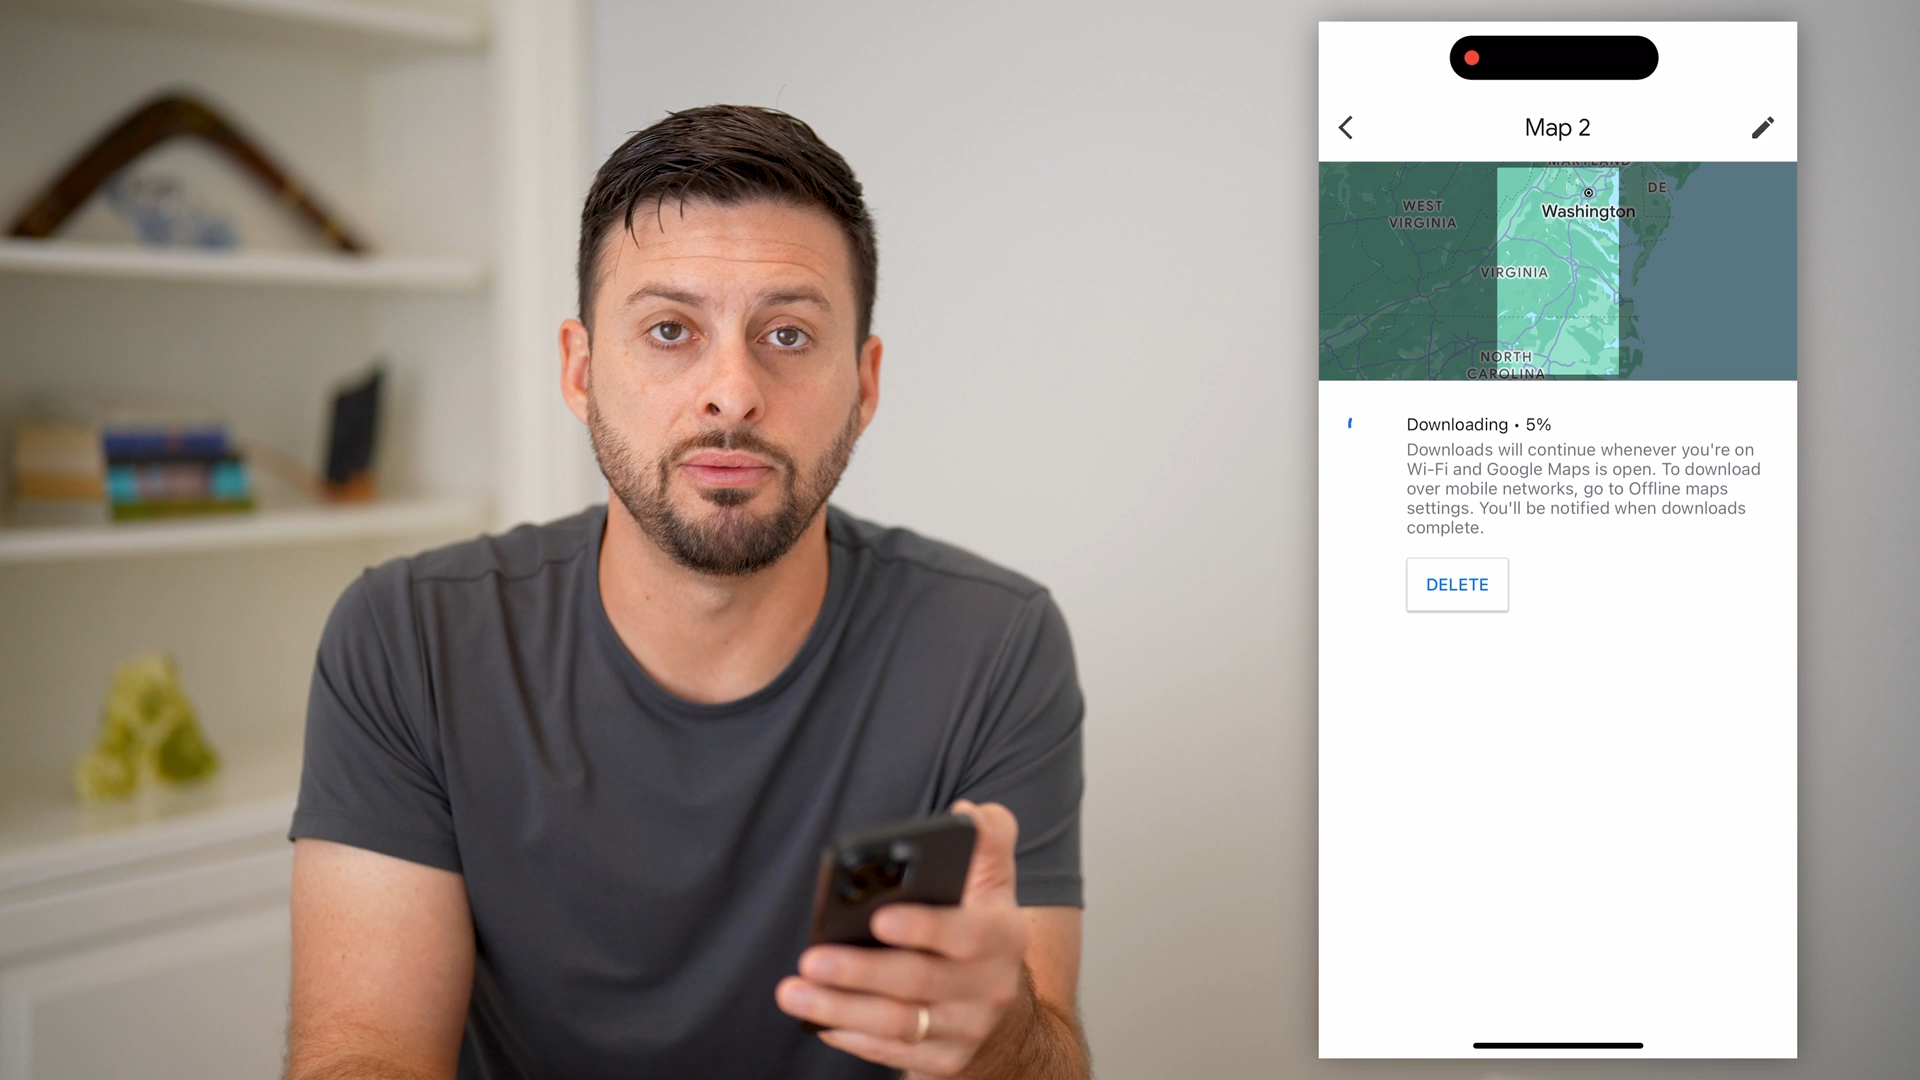 Map 2
MARYLAND
DE
WEST
VIRGINIA
Washington
VIRGINIA
NORTH
CAROLINA
Downloading • 5%
Downloads will continue whenever you're on
Wi-Fi and Google Maps is open. To download
over mobile networks, go to Offline maps
settings. You'll be notified when downloads
complete.
DELETE